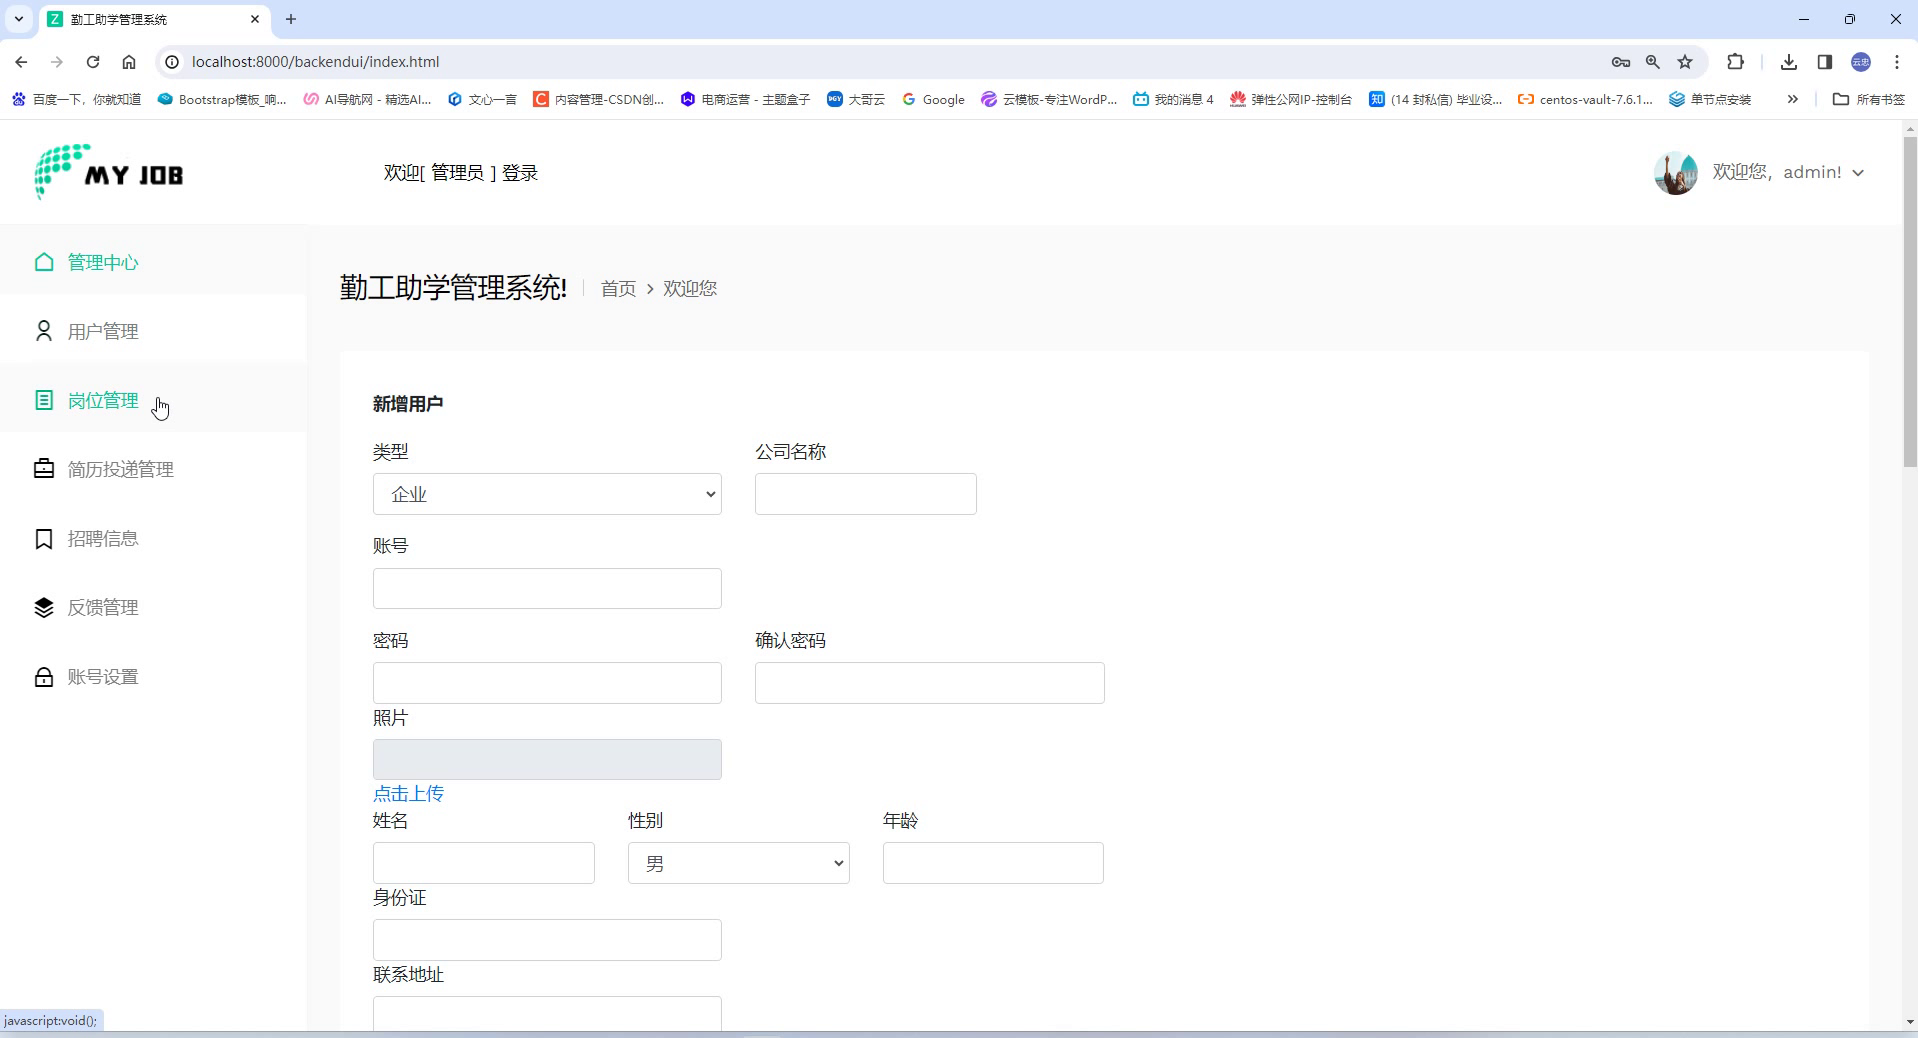 勤工助学管理系统
localhost:8000/backendui/index.html
云忠
百度一下，你就知道
Bootstrap模板_响...
AI导航网 - 精选AI...
文心一言
内容管理-CSDN创...
电商运营 - 主题盒子
大哥云
Google
云模板-专注WordP...
我的消息 4
弹性公网IP-控制台
(14 封私信) 毕业设...
centos-vault-7.6.1...
单节点安装
所有书签
MY JOB
欢迎[ 管理员 ] 登录
欢迎您，admin!
管理中心
用户管理
岗位管理
简历投递管理
招聘信息
反馈管理
账号设置
勤工助学管理系统!
首页 > 欢迎您
新增用户
类型
公司名称
企业
账号
密码
确认密码
照片
点击上传
姓名
性别
年龄
男
身份证
联系地址
javascript:void();